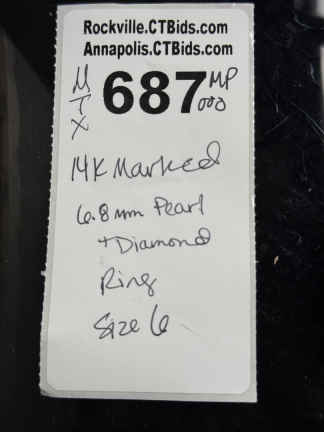 Rockville.CTBids.com
Annapolis.CTBids.com
M
T
X
687
MP
000
14K Marked
6.8mm Pearl
+ Diamond
Ring
Size 6